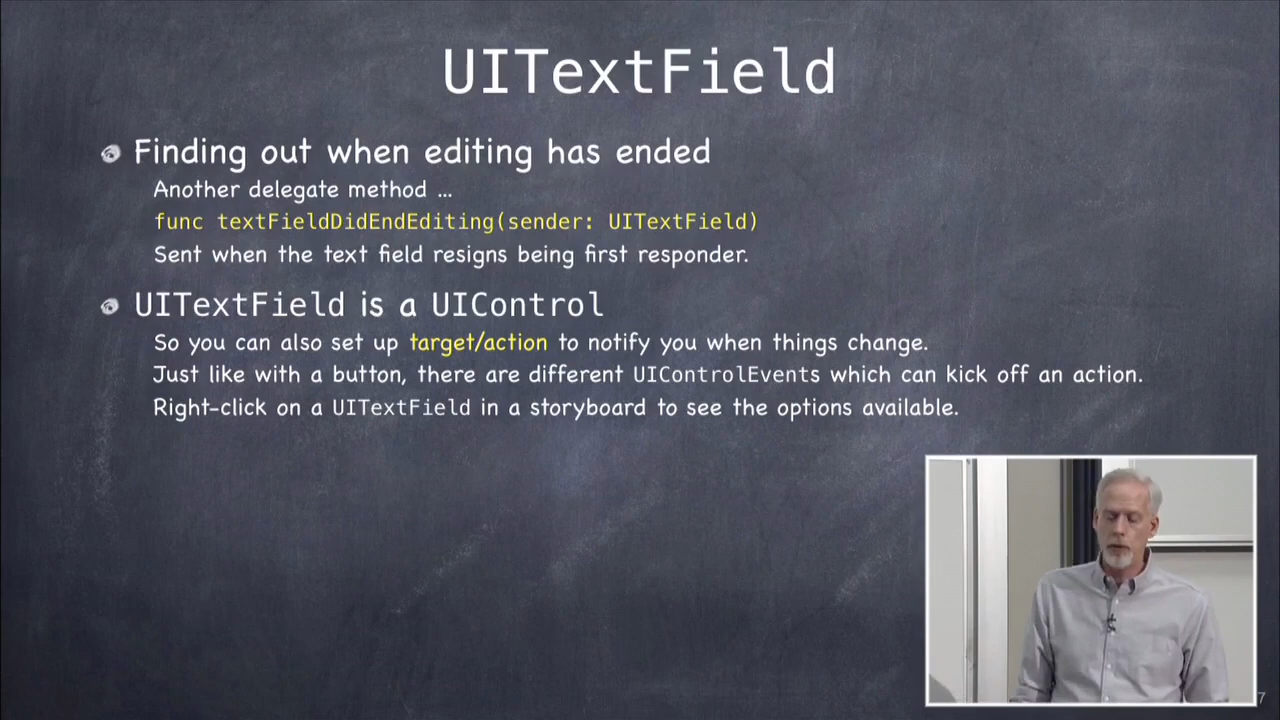 UITextField
Finding out when editing has ended
Another delegate method ...
func textFieldDidEndEditing(sender: UITextField)
Sent when the text field resigns being first responder.
UITextField is a UIControl
So you can also set up target/action to notify you when things change.
Just like with a button, there are different UIControlEvents which can kick off an action.
Right-click on a UITextField in a storyboard to see the options available.